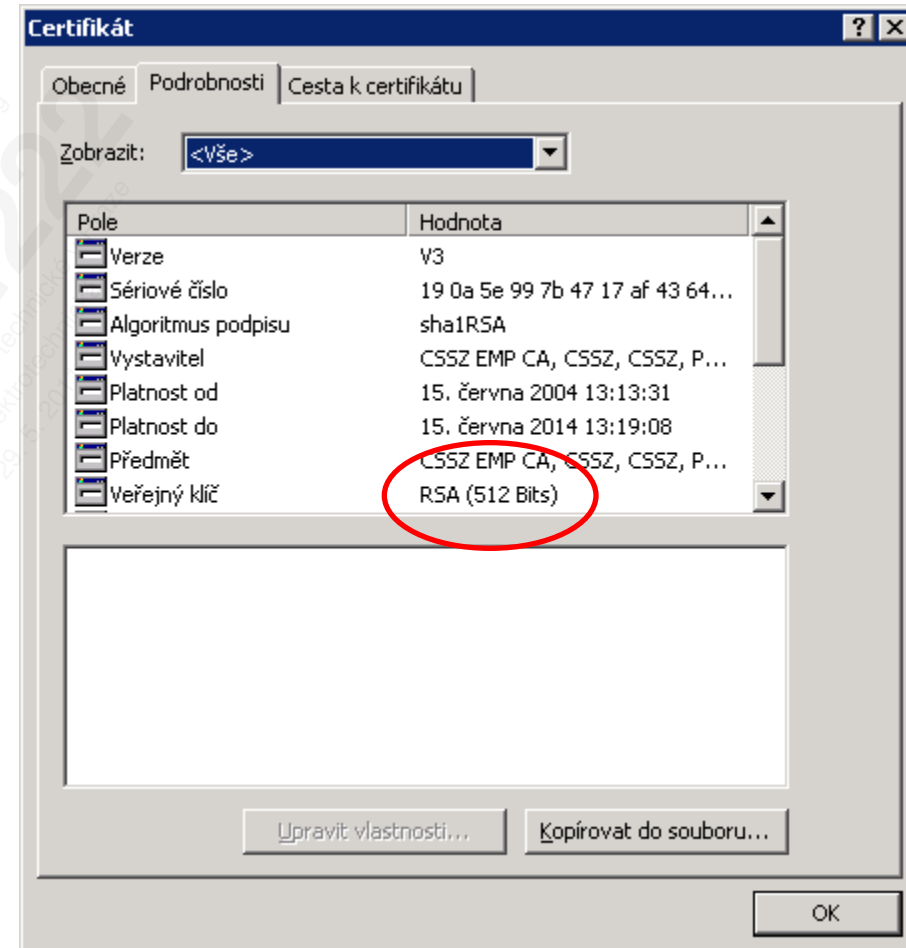 Certifikát
Obecné Podrobnosti Cesta k certifikátu
Zobrazit: <Vše>
Pole Hodnota
Verze V3
Sériové číslo 19 0a 5e 99 7b 47 17 af 43 64...
Algoritmus podpisu sha1RSA
Vystavitel CSSZ EMP CA, CSSZ, CSSZ, P...
Platnost od 15. června 2004 13:13:31
Platnost do 15. června 2014 13:19:08
Předmět CSSZ EMP CA, CSSZ, CSSZ, P...
Veřejný klíč RSA (512 Bits)
Upravit vlastnosti... Kopírovat do souboru...
OK